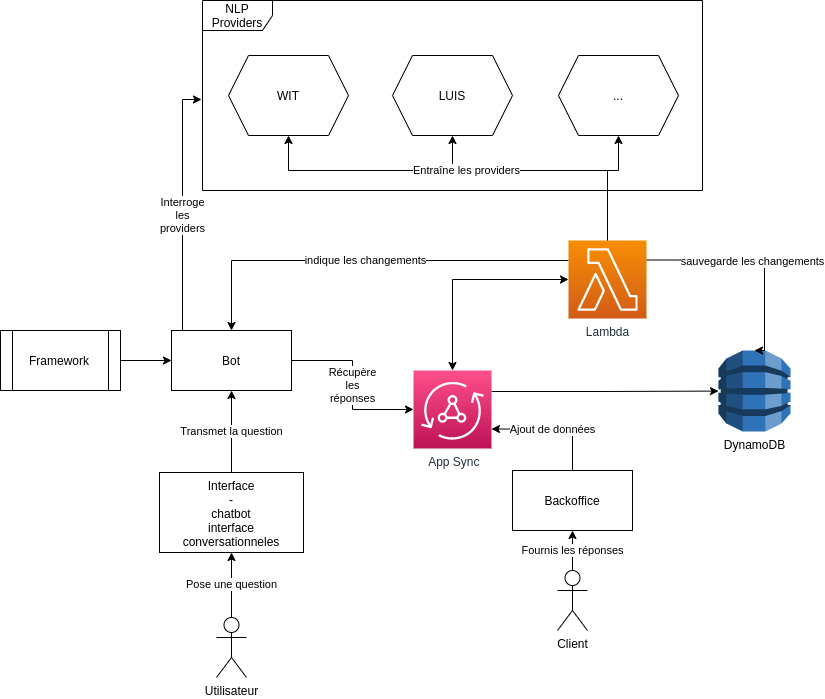 NLP
Providers
WIT
LUIS
...
Entraîne les providers
Interroge
les
providers
indique les changements
sauvegarde les changements
Lambda
Framework
Bot
Récupère
les
réponses
App Sync
DynamoDB
Transmet la question
Ajout de données
Interface
-
chatbot
interface
conversationneles
Backoffice
Fournis les réponses
Pose une question
Client
Utilisateur